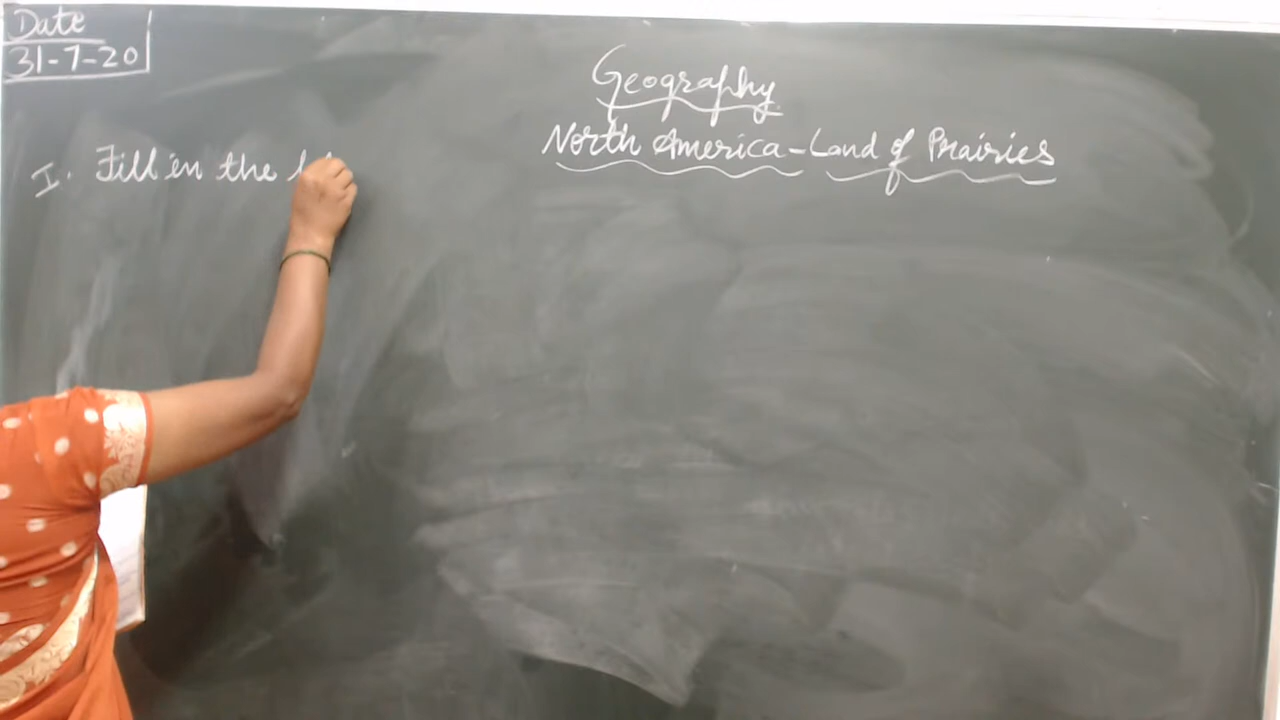 Date
31-7-20
Geography
North America-Land of Prairies
I. Fill in the